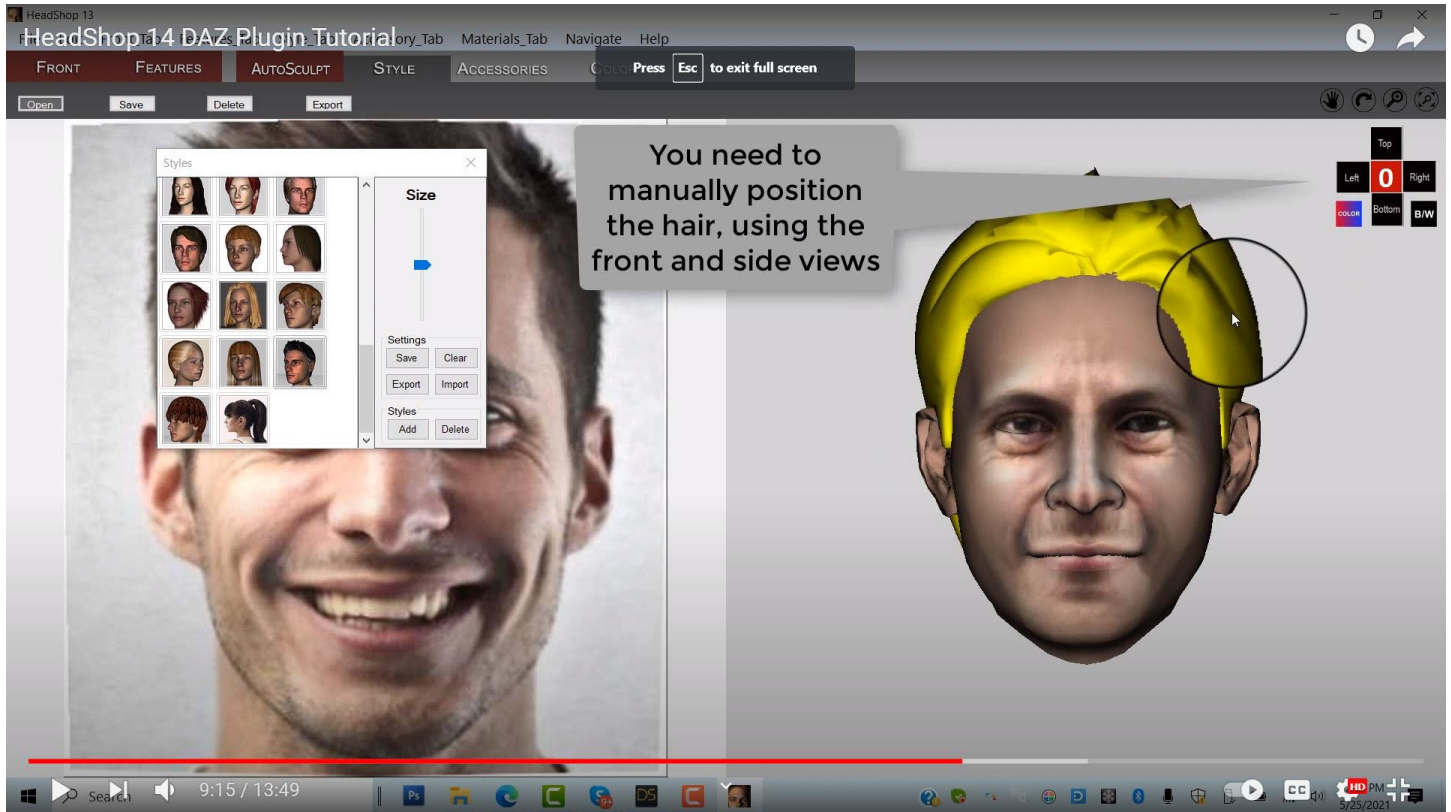 HeadShop 13
HeadShop 14 DAZ Plugin Tutorial
Materials_Tab Navigate Help
FRONT FEATURES AUTOSCULPT STYLE ACCESSORIES
Press Esc to exit full screen
Open Save Delete Export
You need to
manually position
the hair, using the
front and side views
Top
Left 0 Right
COLOR Bottom B/W
Styles
Size
Settings
Save Clear
Export Import
Styles
Add Delete
9:15 / 13:49
Ps
DS
CC
HD
PM
5/25/2021